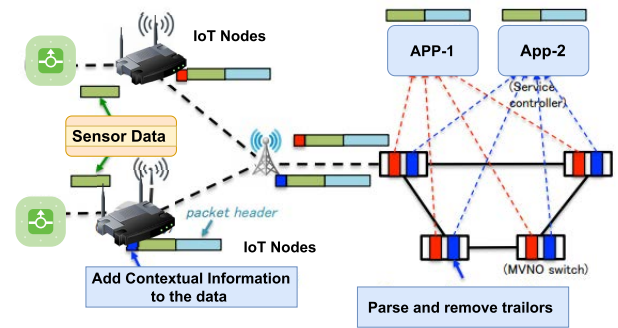 IoT Nodes
APP-1
App-2
(Service
controller)
Sensor Data
packet header
IoT Nodes
Add Contextual Information
to the data
(MVNO switch)
Parse and remove trailors